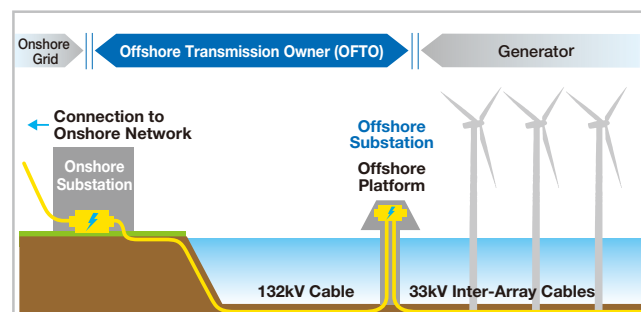 Onshore
Grid
Offshore Transmission Owner (OFTO)
Generator
Connection to
Onshore Network
Onshore
Substation
Offshore
Substation
Offshore
Platform
132kV Cable
33kV Inter-Array Cables